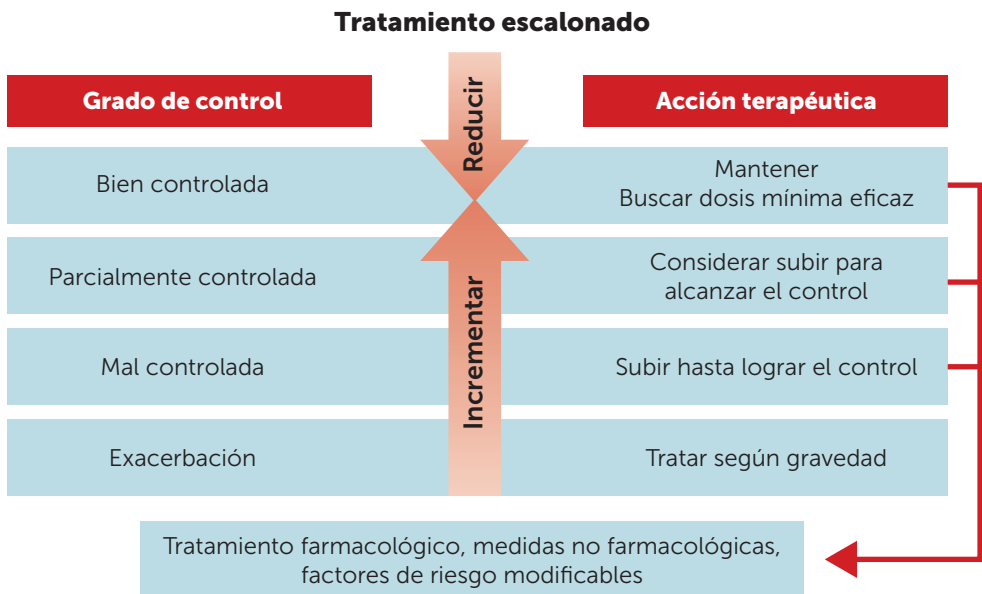 Tratamiento escalonado
Grado de control
Reducir
Acción terapéutica
Bien controlada
Mantener
Buscar dosis mínima eficaz
Parcialmente controlada
Incrementar
Considerar subir para
alcanzar el control
Mal controlada
Subir hasta lograr el control
Exacerbación
Tratar según gravedad
Tratamiento farmacológico, medidas no farmacológicas,
factores de riesgo modificables